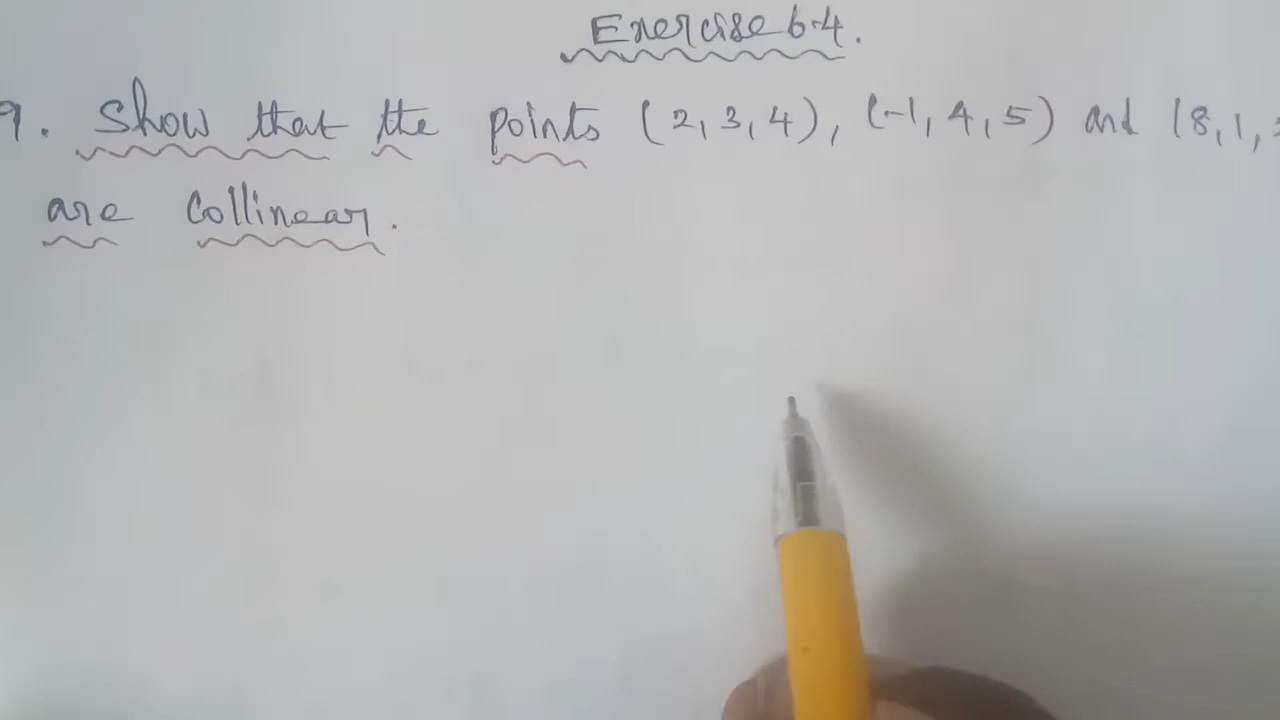 Exercise 6.4.
9. Show that the points (2,3,4), (-1,4,5) and (8,1,
are collinear.